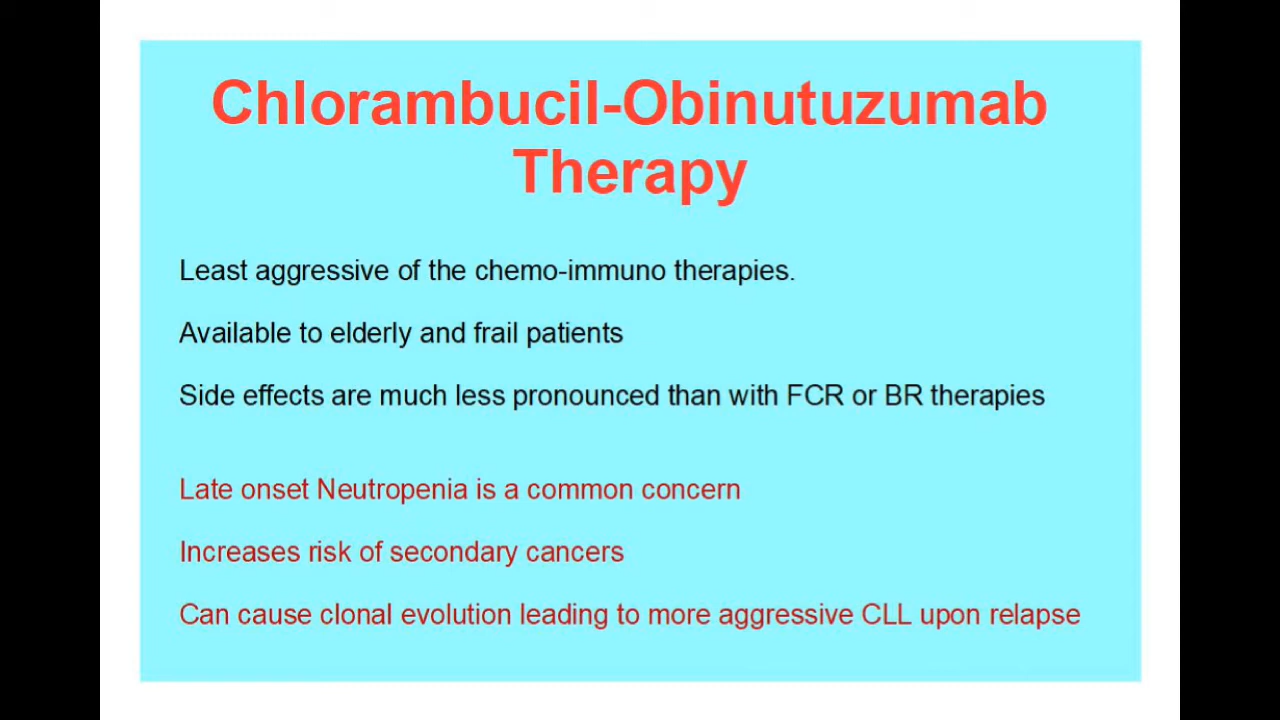 Chlorambucil-Obinutuzumab
Therapy
Least aggressive of the chemo-immuno therapies.
Available to elderly and frail patients
Side effects are much less pronounced than with FCR or BR therapies
Late onset Neutropenia is a common concern
Increases risk of secondary cancers
Can cause clonal evolution leading to more aggressive CLL upon relapse